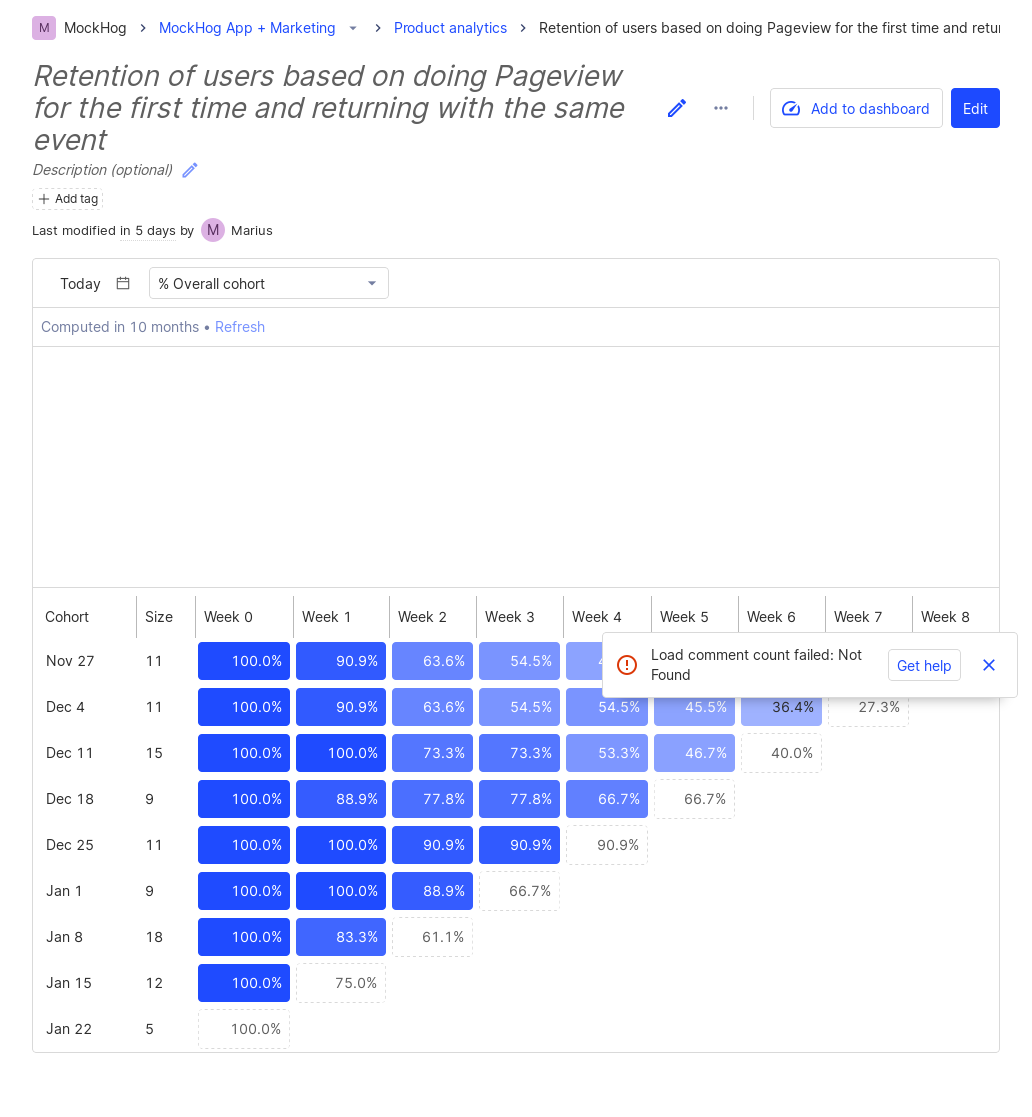 M MockHog > MockHog App + Marketing > Product analytics > Retention of users based on doing Pageview for the first time and
Retention of users based on doing Pageview
for the first time and returning with the same
event
Add to dashboard Edit
Description (optional)
Add tag
Last modified in 5 days by M Marius
Today % Overall cohort
Computed in 10 months • Refresh
Cohort Size Week 0 Week 1 Week 2 Week 3 Week 4 Week 5 Week 6 Week 7 Week 8
Nov 27 11 100.0% 90.9% 63.6% 54.5%
Load comment count failed: Not
Found
Get help
Dec 4 11 100.0% 90.9% 63.6% 54.5% 54.5% 45.5% 36.4% 27.3%
Dec 11 15 100.0% 100.0% 73.3% 73.3% 53.3% 46.7% 40.0%
Dec 18 9 100.0% 88.9% 77.8% 77.8% 66.7% 66.7%
Dec 25 11 100.0% 100.0% 90.9% 90.9% 90.9%
Jan 1 9 100.0% 100.0% 88.9% 66.7%
Jan 8 18 100.0% 83.3% 61.1%
Jan 15 12 100.0% 75.0%
Jan 22 5 100.0%